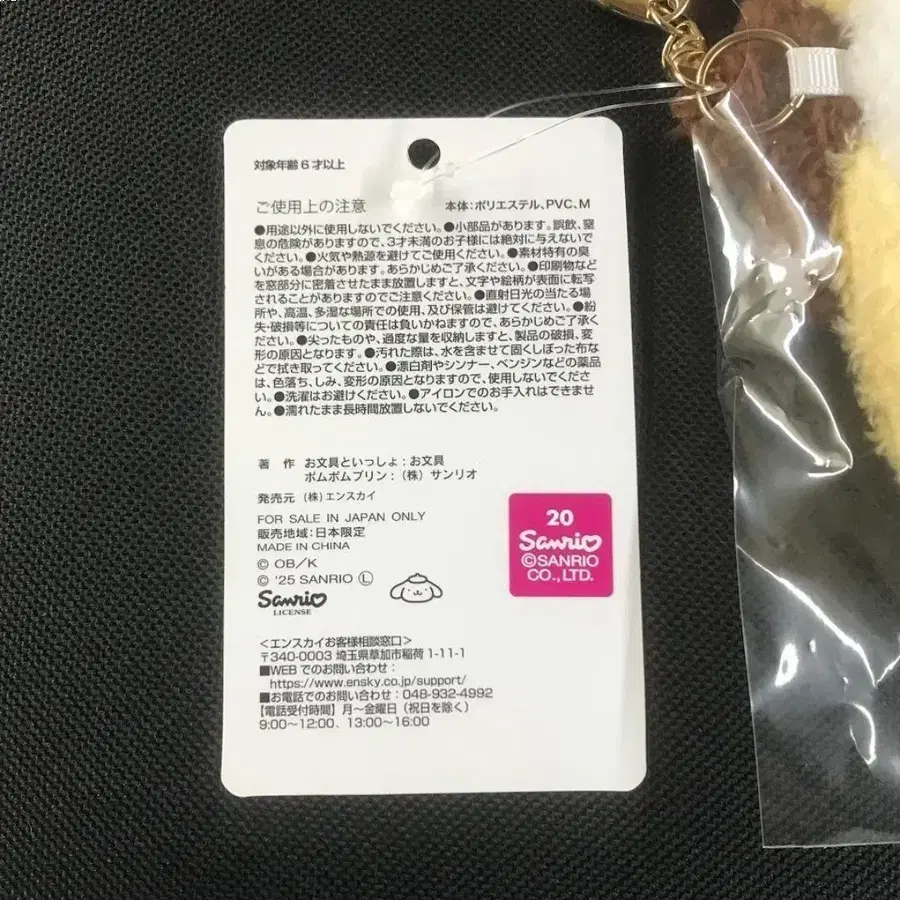 対象年齢6才以上
ご使用上の注意
本体:ポリエステル、PVC、M
●用途以外に使用しないでください。●小部品があります。誤飲、窒
息の危険がありますので、3才未満のお子様には絶対に与えないで
ください。●火気や熱源を避けてご使用ください。●素材特有の臭
いがある場合があります。あらかじめご了承ください。●印刷物など
を窓部分に密着させたまま放置しますと、文字や絵柄が表面に転写
されることがありますのでご注意ください。●直射日光の当たる場
所や、高温、多湿な場所での使用、及び保管は避けてください。●紛
失・破損等についての責任は負いかねますので、あらかじめご了承く
ださい。●尖ったものや、過度な量を収納しますと、製品の破損、変
形の原因となります。●汚れた際は、水を含ませて固くしぼった布な
どで拭き取ってください。●漂白剤やシンナー、ベンジンなどの薬品
は、色落ち、しみ、変形の原因となりますので、使用しないでくださ
い。●洗濯はお避けください。●アイロンでのお手入れはできませ
ん。●濡れたまま長時間放置しないでください。
著 作 お文具といっしょ:お文具
ポムポムプリン:(株)サンリオ
発売元 (株)エンスカイ
FOR SALE IN JAPAN ONLY
販売地域:日本限定
MADE IN CHINA
© OB/K
© '25 SANRIO Ⓛ
Sanrio
LICENSE
20
Sanrio
©SANRIO
CO.,LTD.
<エンスカイお客様相談窓口>
〒340-0003 埼玉県草加市稲荷 1-11-1
■WEB でのお問い合わせ:
https://www.ensky.co.jp/support/
■お電話でのお問い合わせ:048-932-4992
【電話受付時間】月~金曜日(祝日を除く)
9:00~12:00、13:00~16:00